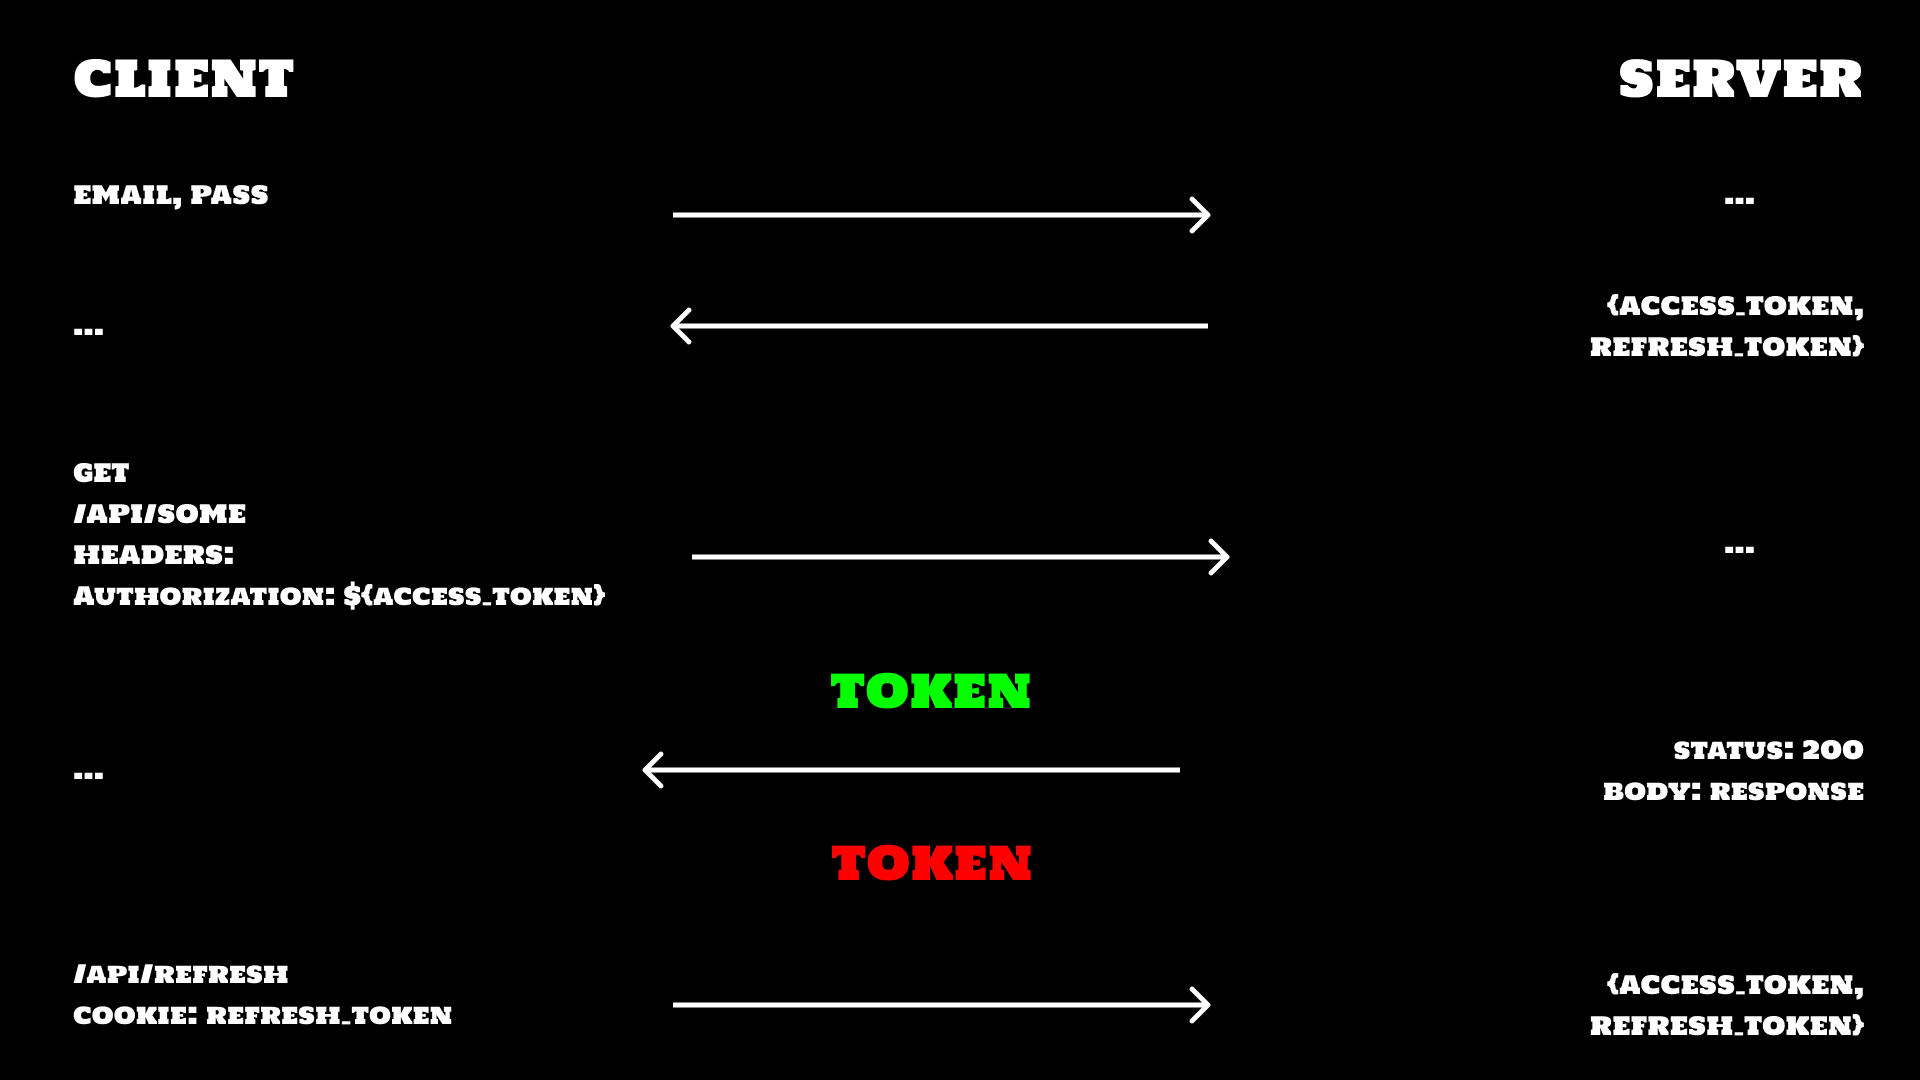 CLIENT
SERVER
EMAIL, PASS
...
...
{ACCESS_TOKEN,
REFRESH_TOKEN}
GET
/API/SOME
HEADERS:
AUTHORIZATION: ${ACCESS_TOKEN}
...
TOKEN
...
STATUS: 200
BODY: RESPONSE
TOKEN
/API/REFRESH
COOKIE: REFRESH_TOKEN
{ACCESS_TOKEN,
REFRESH_TOKEN}